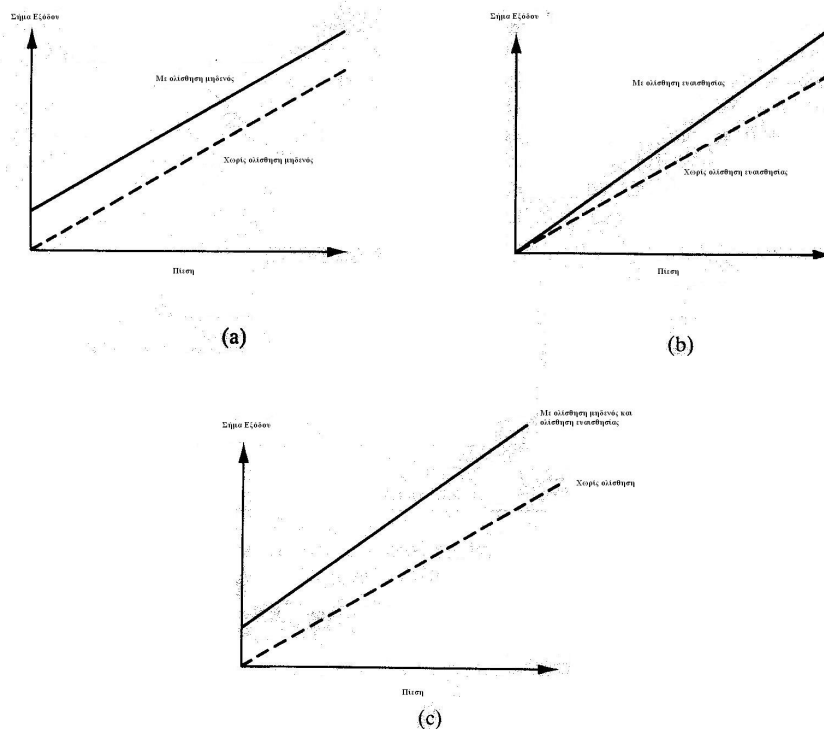 Σήμα Εξόδου
Με ολίσθηση μηδενός
Χωρίς ολίσθηση μηδενός
Πίεση
(a)
Σήμα Εξόδου
Με ολίσθηση ευαισθησίας
Χωρίς ολίσθηση ευαισθησίας
Πίεση
(b)
Σήμα Εξόδου
Με ολίσθηση μηδενός και
ολίσθηση ευαισθησίας
Χωρίς ολίσθηση
Πίεση
(c)